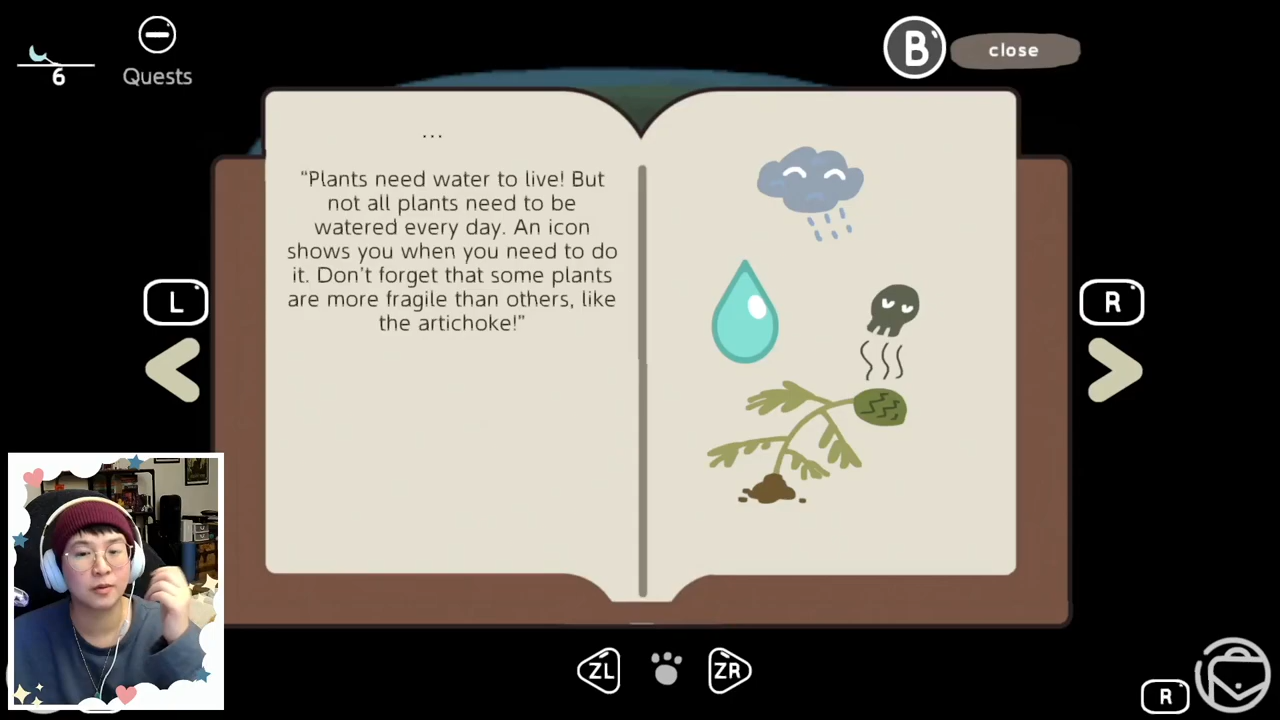 6
Quests
B
close
...
“Plants need water to live! But
not all plants need to be
watered every day. An icon
shows you when you need to do
it. Don't forget that some plants
are more fragile than others, like
the artichoke!”
L
R
ZL
ZR
R